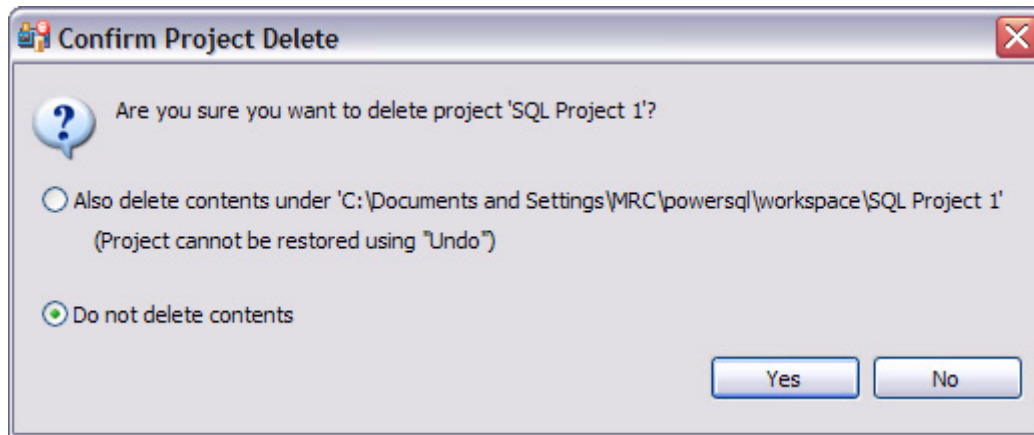 Confirm Project Delete
Are you sure you want to delete project 'SQL Project 1'?
Also delete contents under 'C:\Documents and Settings\MRC\powersql\workspace\SQL Project 1'
(Project cannot be restored using "Undo")
Do not delete contents
Yes No